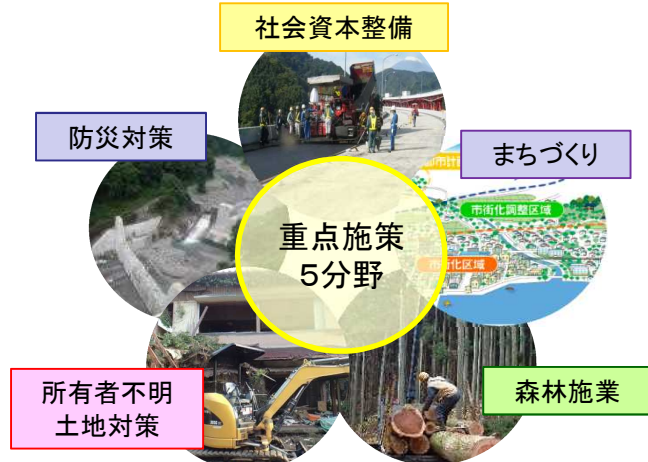 社会資本整備
防災対策
まちづくり
市街化調整区域
市街化区域
重点施策
5分野
所有者不明
土地対策
森林施業